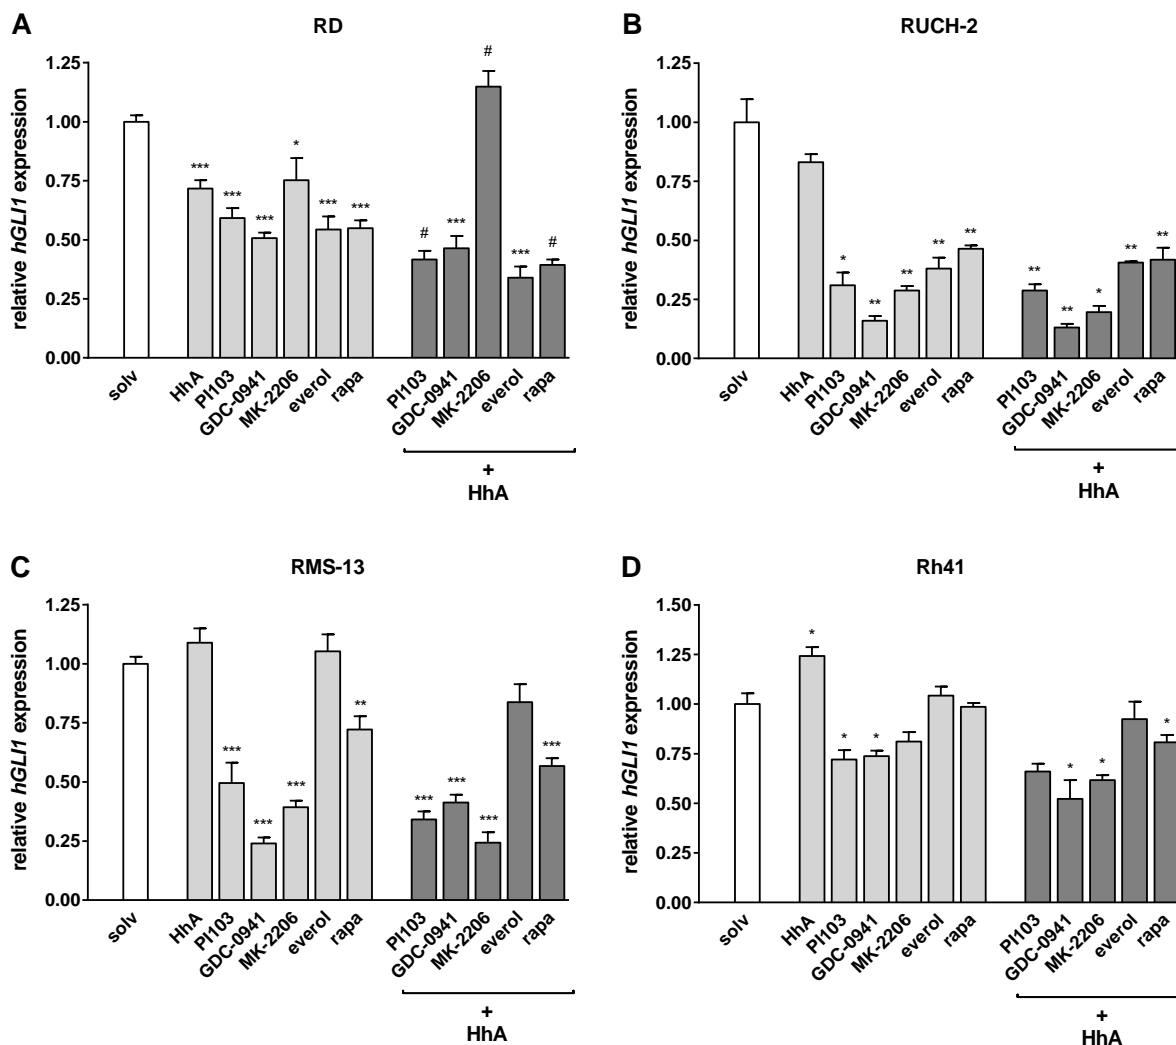 A
RD
relative hGLI1 expression
1.25
1.00
0.75
0.50
0.25
0.00
***
***
***
*
***
***
#
***
#
***
#
solv
HhA
PI103
GDC-0941
MK-2206
everol
rapa
PI103
GDC-0941
MK-2206
everol
rapa
+
HhA
B
RUCH-2
relative hGLI1 expression
1.25
1.00
0.75
0.50
0.25
0.00
*
**
**
**
**
**
**
*
**
**
solv
HhA
PI103
GDC-0941
MK-2206
everol
rapa
PI103
GDC-0941
MK-2206
everol
rapa
+
HhA
C
RMS-13
relative hGLI1 expression
1.25
1.00
0.75
0.50
0.25
0.00
***
***
***
**
***
***
***
***
solv
HhA
PI103
GDC-0941
MK-2206
everol
rapa
PI103
GDC-0941
MK-2206
everol
rapa
+
HhA
D
Rh41
relative hGLI1 expression
1.50
1.25
1.00
0.75
0.50
0.25
0.00
*
*
*
*
*
*
solv
HhA
PI103
GDC-0941
MK-2206
everol
rapa
PI103
GDC-0941
MK-2206
everol
rapa
+
HhA